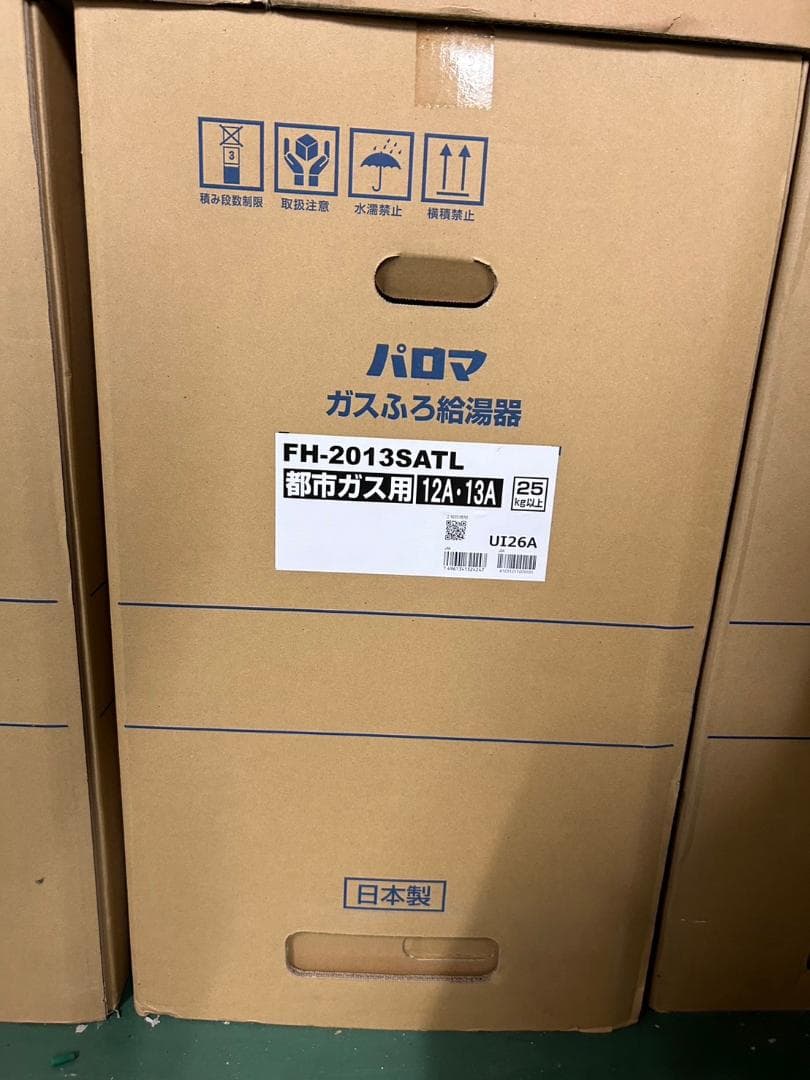 3
積み段数制限 取扱注意 水濡禁止 横積禁止
パロマ
ガスふろ給湯器
FH-2013SATL
都市ガス用 12A・13A 25 kg以上
UI26A
日本製